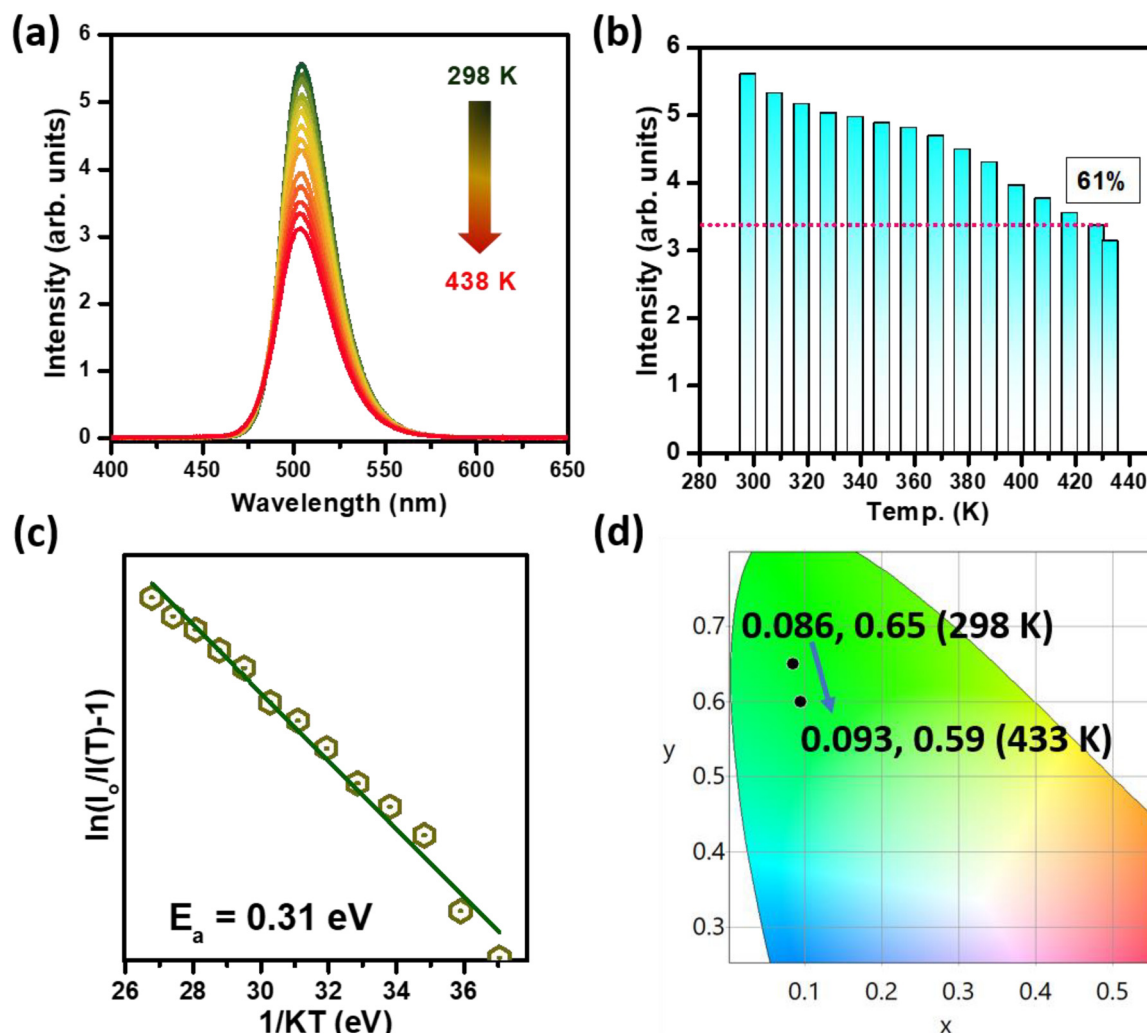 (a)
6
5
4
3
2
1
0
Intensity (arb. units)
298 K
438 K
400 450 500 550 600 650
Wavelength (nm)
(b)
6
5
4
3
2
1
0
Intensity (arb. units)
61%
280 300 320 340 360 380 400 420 440
Temp. (K)
(c)
ln(Iₒ/I(T)-1)
Eₐ = 0.31 eV
26 28 30 32 34 36
1/KT (eV)
(d)
0.7
0.6
0.5
0.4
0.3
y
0.086, 0.65 (298 K)
0.093, 0.59 (433 K)
0.1 0.2 0.3 0.4 0.5
x